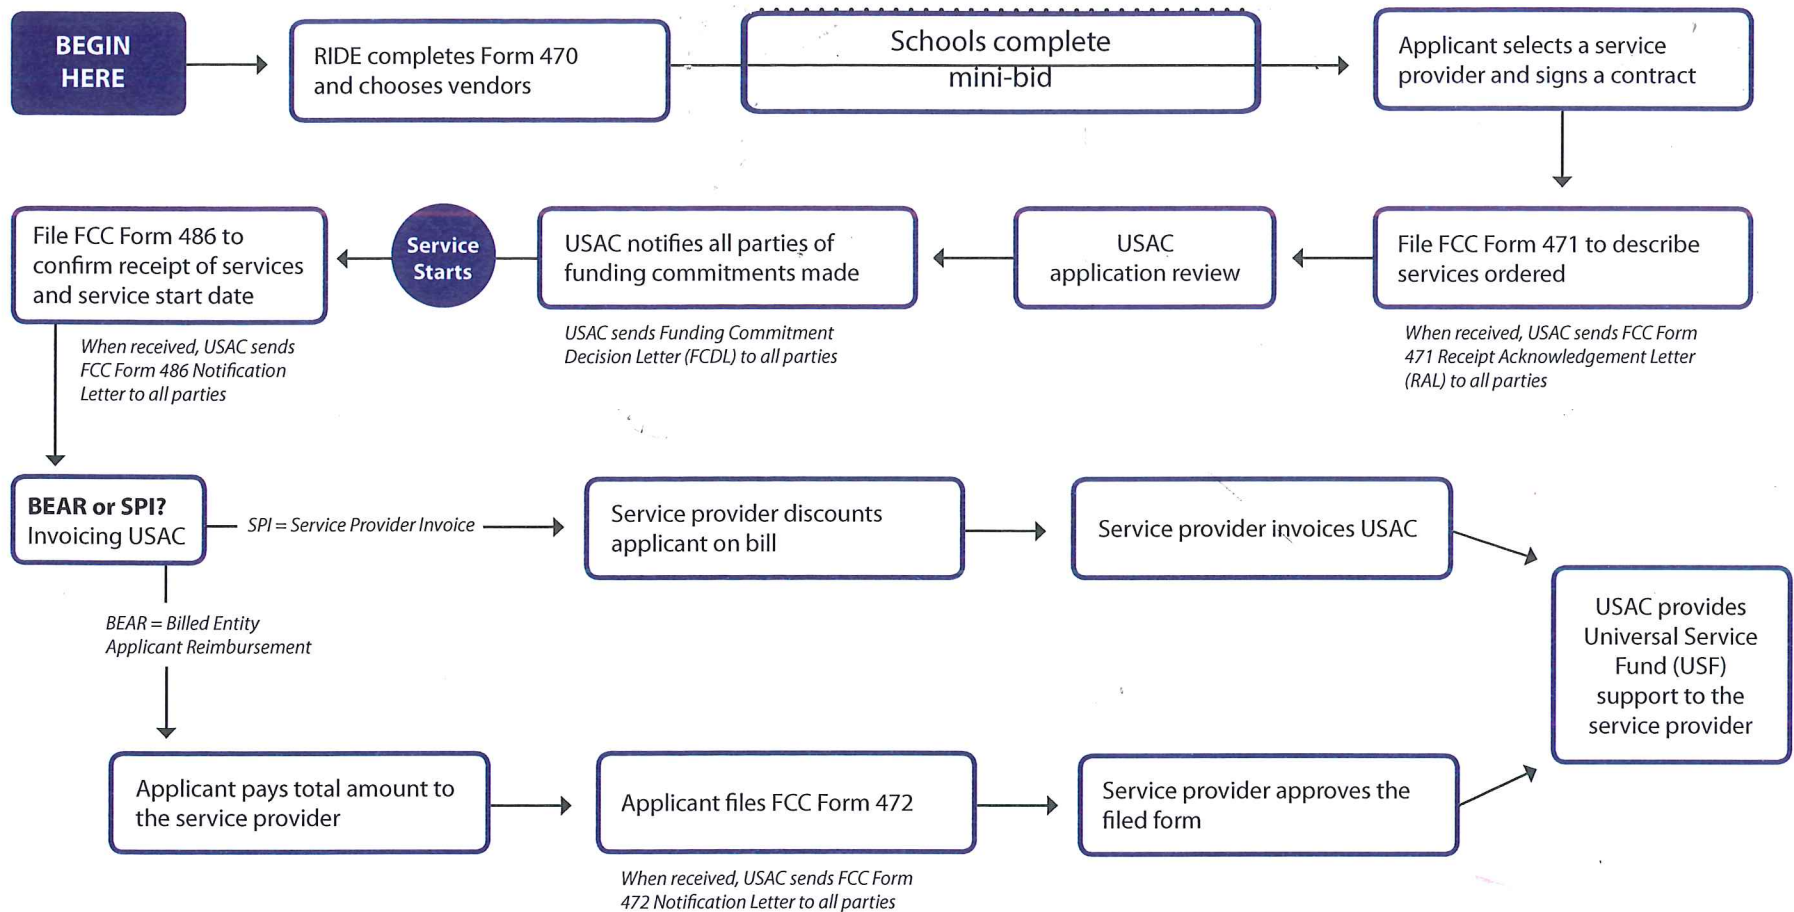 BEGIN
HERE
RIDE completes Form 470
and chooses vendors
Schools complete
mini-bid
Applicant selects a service
provider and signs a contract
File FCC Form 486 to
confirm receipt of services
and service start date
Service
Starts
USAC notifies all parties of
funding commitments made
USAC
application review
File FCC Form 471 to describe
services ordered
When received, USAC sends
FCC Form 486 Notification
Letter to all parties
USAC sends Funding Commitment
Decision Letter (FCDL) to all parties
When received, USAC sends FCC Form
471 Receipt Acknowledgement Letter
(RAL) to all parties
BEAR or SPI?
Invoicing USAC
SPI = Service Provider Invoice
Service provider discounts
applicant on bill
Service provider invoices USAC
BEAR = Billed Entity
Applicant Reimbursement
USAC provides
Universal Service
Fund (USF)
support to the
service provider
Applicant pays total amount to
the service provider
Applicant files FCC Form 472
Service provider approves the
filed form
When received, USAC sends FCC Form
472 Notification Letter to all parties